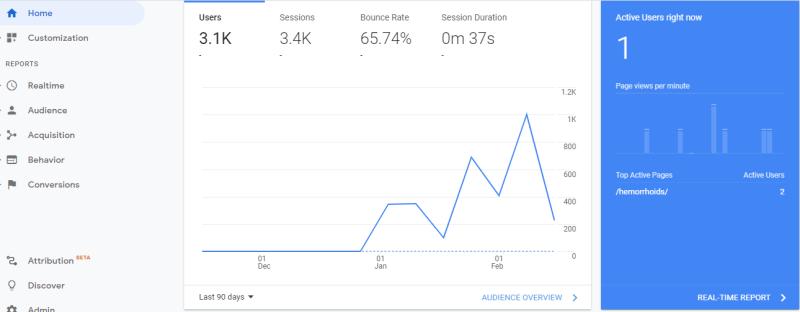 Home
Customization
REPORTS
Realtime
Audience
Acquisition
Behavior
Conversions
Attribution BETA
Discover
Admin
Users
3.1K
-
Sessions
3.4K
-
Bounce Rate
65.74%
-
Session Duration
0m 37s
-
1.2K
1K
800
600
400
200
0
01
Dec
01
Jan
01
Feb
Last 90 days
AUDIENCE OVERVIEW
Active Users right now
1
Page views per minute
Top Active Pages Active Users
/hemorrhoids/ 2
REAL-TIME REPORT